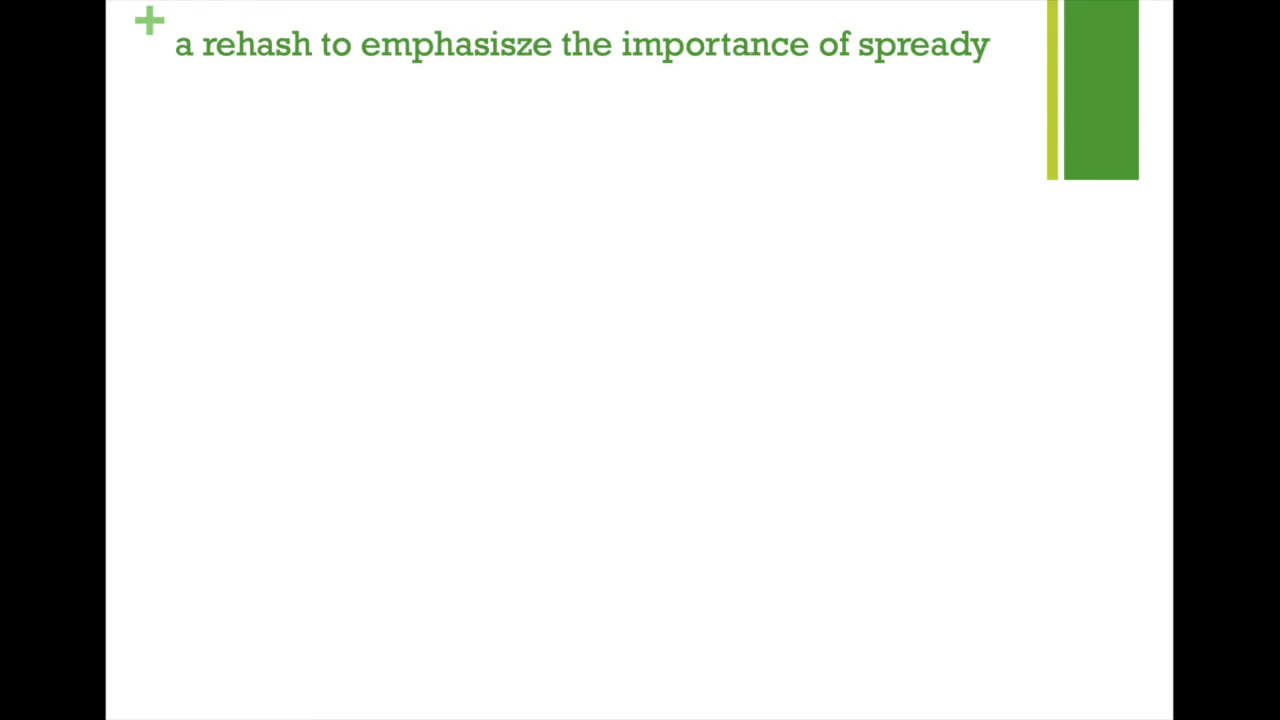 +
a rehash to emphasisze the importance of spready